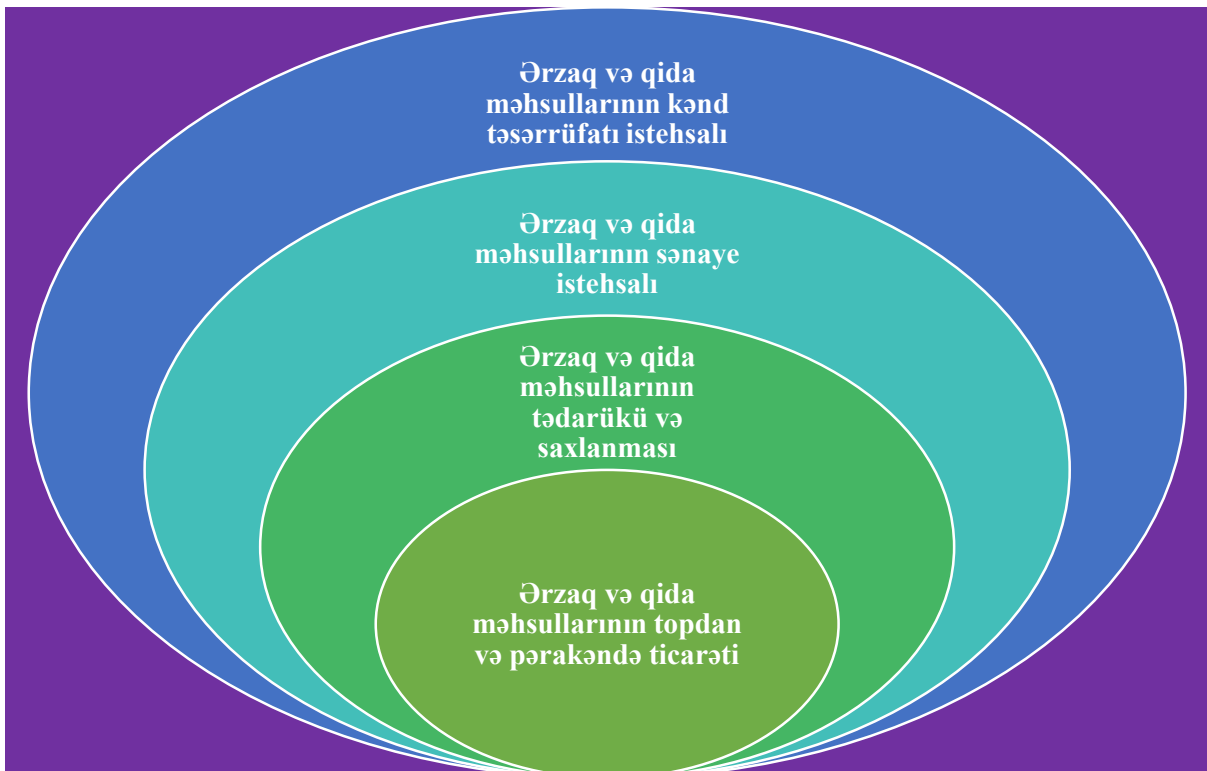 Ərzaq və qida
məhsullarının kənd
təsərrüfatı istehsalı
Ərzaq və qida
məhsullarının sənaye
istehsalı
Ərzaq və qida
məhsullarının
tədarükü və
saxlanması
Ərzaq və qida
məhsullarının topdan
və pərakəndə ticarəti